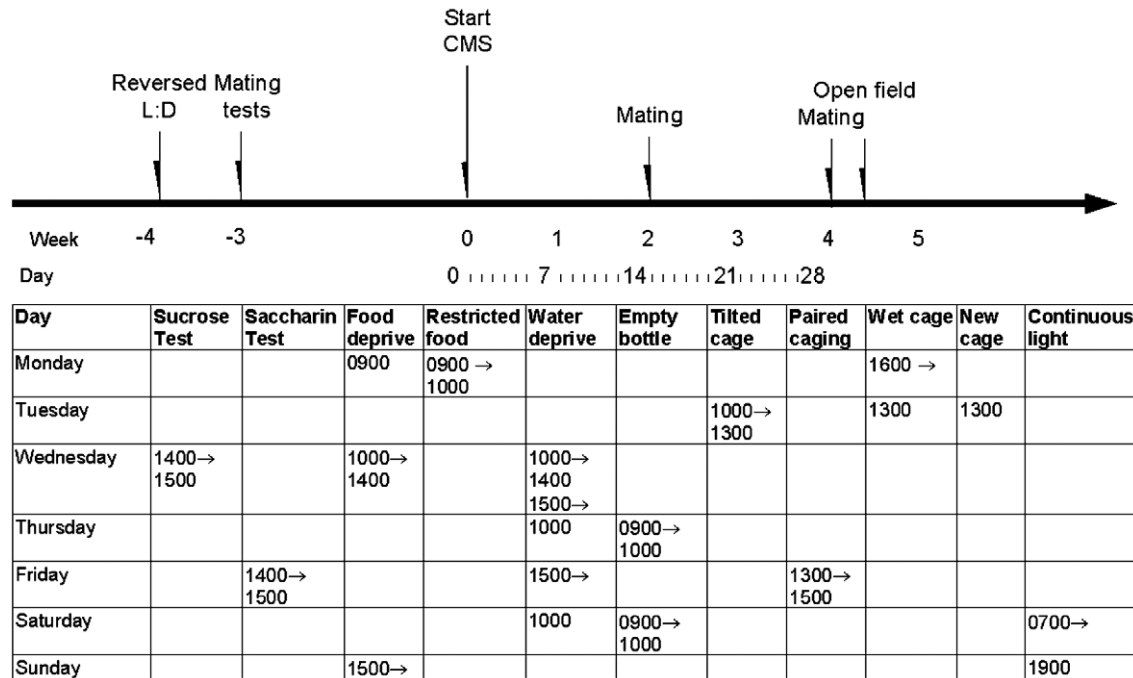 Start
CMS
Reversed Mating
L:D tests
Open field
Mating Mating
Week -4 -3 0 1 2 3 4 5
Day 0 7 14 21 28
Day Sucrose Test Saccharin Test Food deprive Restricted food Water deprive Empty bottle Tilted cage Paired caging Wet cage New cage Continuous light
Monday 0900 0900 → 1000 1600 →
Tuesday 1000→ 1300 1300 1300
Wednesday 1400→ 1500 1000→ 1400 1000→ 1400 1500→
Thursday 1000 0900→ 1000
Friday 1400→ 1500 1500→ 1300→ 1500
Saturday 1000 0900→ 1000 0700→
Sunday 1500→ 1900